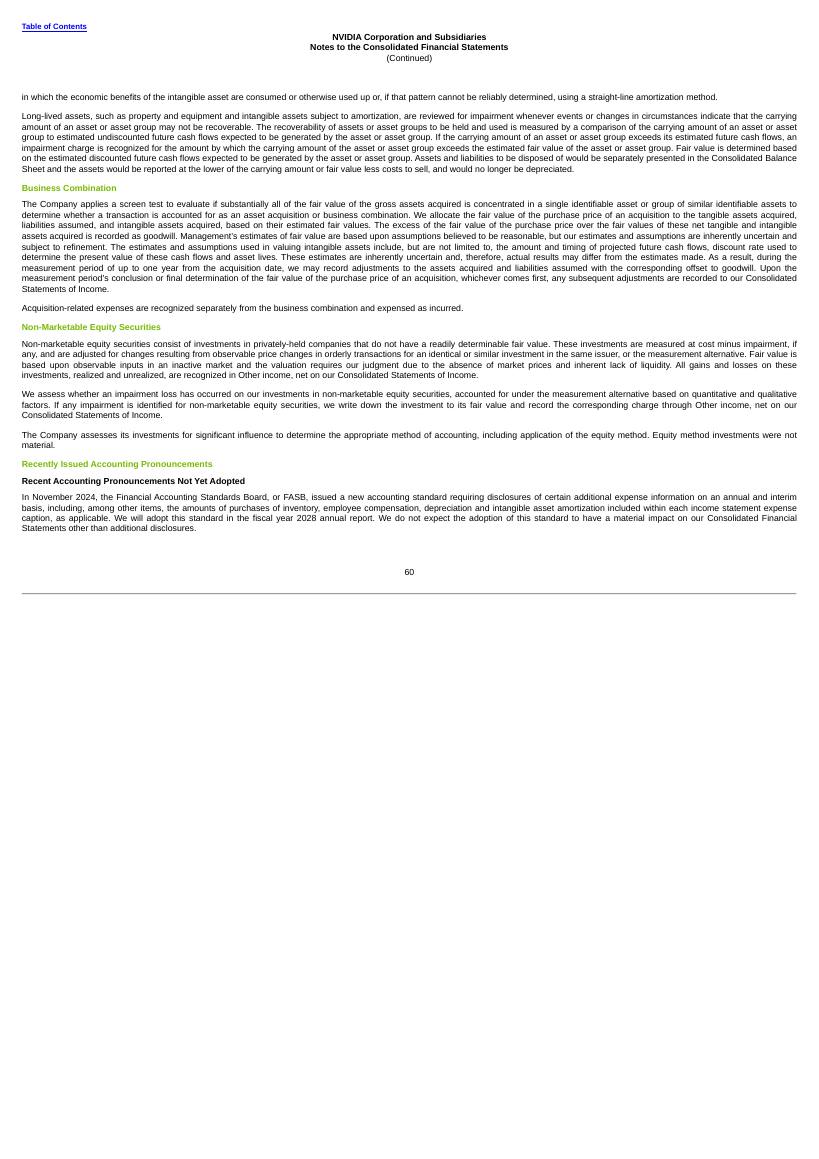 Table of Contents
NVIDIA Corporation and Subsidiaries
Notes to the Consolidated Financial Statements
(Continued)
in which the economic benefits of the intangible asset are consumed or otherwise used up or, if that pattern cannot be reliably determined, using a straight-line amortization method.
Long-lived assets, such as property and equipment and intangible assets subject to amortization, are reviewed for impairment whenever events or changes in circumstances indicate that the carrying
amount of an asset or asset group may not be recoverable. The recoverability of assets or asset groups to be held and used is measured by a comparison of the carrying amount of an asset or asset
group to estimated undiscounted future cash flows expected to be generated by the asset or asset group. If the carrying amount of an asset or asset group exceeds its estimated future cash flows, an
impairment charge is recognized for the amount by which the carrying amount of the asset or asset group exceeds the estimated fair value of the asset or asset group. Fair value is determined based
on the estimated discounted future cash flows expected to be generated by the asset or asset group. Assets and liabilities to be disposed of would be separately presented in the Consolidated Balance
Sheet and the assets would be reported at the lower of the carrying amount or fair value less costs to sell, and would no longer be depreciated.
Business Combination
The Company applies a screen test to evaluate if substantially all of the fair value of the gross assets acquired is concentrated in a single identifiable asset or group of similar identifiable assets to
determine whether a transaction is accounted for as an asset acquisition or business combination. We allocate the fair value of the purchase price of an acquisition to the tangible assets acquired,
liabilities assumed, and intangible assets acquired, based on their estimated fair values. The excess of the fair value of the purchase price over the fair values of these net tangible and intangible
assets acquired is recorded as goodwill. Management's estimates of fair value are based upon assumptions believed to be reasonable, but our estimates and assumptions are inherently uncertain and
subject to refinement. The estimates and assumptions used in valuing intangible assets include, but are not limited to, the amount and timing of projected future cash flows, discount rate used to
determine the present value of these cash flows and asset lives. These estimates are inherently uncertain and, therefore, actual results may differ from the estimates made. As a result, during the
measurement period of up to one year from the acquisition date, we may record adjustments to the assets acquired and liabilities assumed with the corresponding offset to goodwill. Upon the
measurement period's conclusion or final determination of the fair value of the purchase price of an acquisition, whichever comes first, any subsequent adjustments are recorded to our Consolidated
Statements of Income.
Acquisition-related expenses are recognized separately from the business combination and expensed as incurred.
Non-Marketable Equity Securities
Non-marketable equity securities consist of investments in privately-held companies that do not have a readily determinable fair value. These investments are measured at cost minus impairment, if
any, and are adjusted for changes resulting from observable price changes in orderly transactions for an identical or similar investment in the same issuer, or the measurement alternative. Fair value is
based upon observable inputs in an inactive market and the valuation requires our judgment due to the absence of market prices and inherent lack of liquidity. All gains and losses on these
investments, realized and unrealized, are recognized in Other income, net on our Consolidated Statements of Income.
We assess whether an impairment loss has occurred on our investments in non-marketable equity securities, accounted for under the measurement alternative based on quantitative and qualitative
factors. If any impairment is identified for non-marketable equity securities, we write down the investment to its fair value and record the corresponding charge through Other income, net on our
Consolidated Statements of Income.
The Company assesses its investments for significant influence to determine the appropriate method of accounting, including application of the equity method. Equity method investments were not
material.
Recently Issued Accounting Pronouncements
Recent Accounting Pronouncements Not Yet Adopted
In November 2024, the Financial Accounting Standards Board, or FASB, issued a new accounting standard requiring disclosures of certain additional expense information on an annual and interim
basis, including, among other items, the amounts of purchases of inventory, employee compensation, depreciation and intangible asset amortization included within each income statement expense
caption, as applicable. We will adopt this standard in the fiscal year 2028 annual report. We do not expect the adoption of this standard to have a material impact on our Consolidated Financial
Statements other than additional disclosures.
60